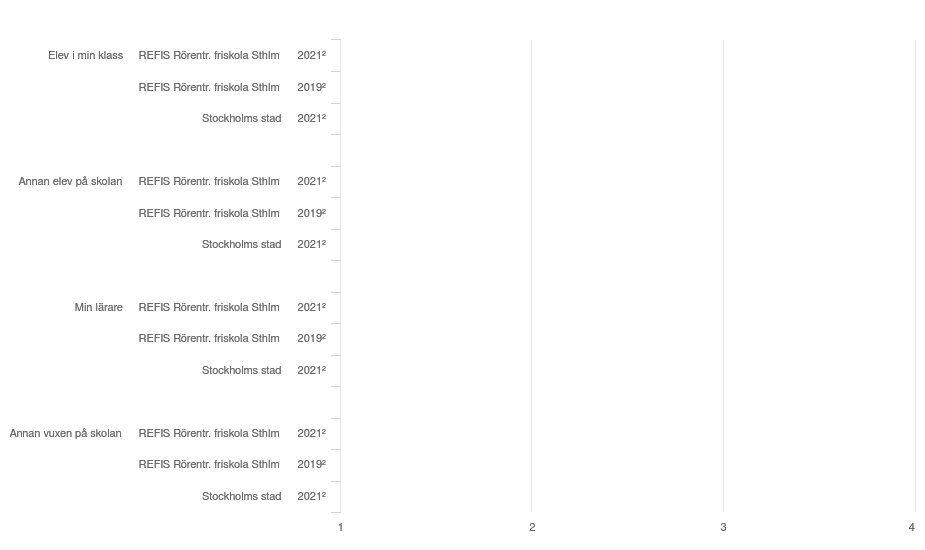 Elev i min klass REFIS Rörentr. friskola Sthlm 2021²
REFIS Rörentr. friskola Sthlm 2019²
Stockholms stad 2021²
Annan elev på skolan REFIS Rörentr. friskola Sthlm 2021²
REFIS Rörentr. friskola Sthlm 2019²
Stockholms stad 2021²
Min lärare REFIS Rörentr. friskola Sthlm 2021²
REFIS Rörentr. friskola Sthlm 2019²
Stockholms stad 2021²
Annan vuxen på skolan REFIS Rörentr. friskola Sthlm 2021²
REFIS Rörentr. friskola Sthlm 2019²
Stockholms stad 2021²
1 2 3 4